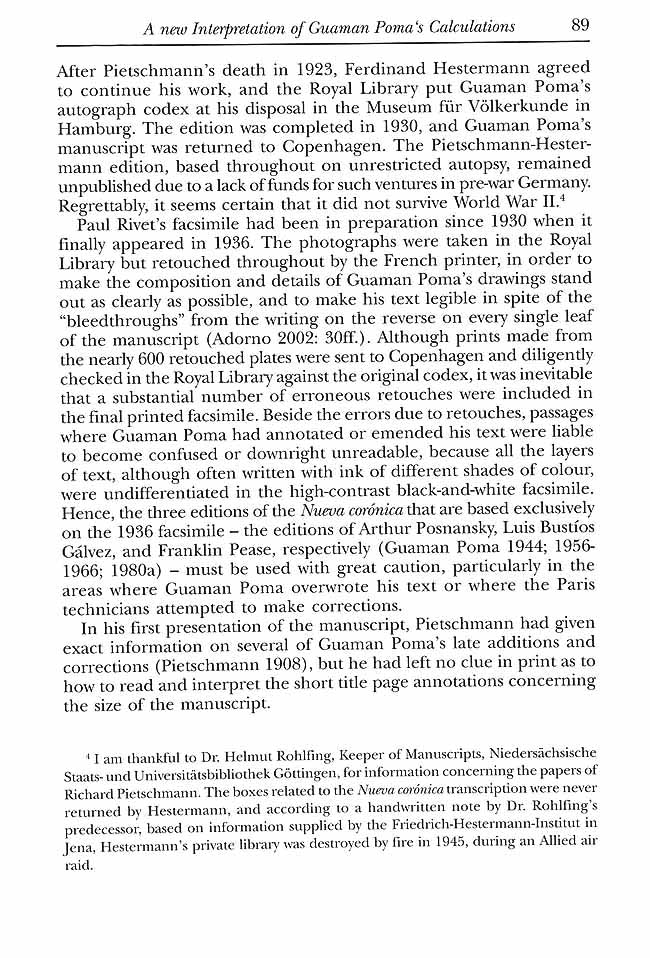 A new Interpretation of Guaman Poma's Calculations 89
After Pietschmann's death in 1923, Ferdinand Hestermann agreed
to continue his work, and the Royal Library put Guaman Poma's
autograph codex at his disposal in the Museum für Völkerkunde in
Hamburg. The edition was completed in 1930, and Guaman Poma's
manuscript was returned to Copenhagen. The Pietschmann-Hester-
mann edition, based throughout on unrestricted autopsy, remained
unpublished due to a lack of funds for such ventures in pre-war Germany.
Regrettably, it seems certain that it did not survive World War II.⁴
Paul Rivet's facsimile had been in preparation since 1930 when it
finally appeared in 1936. The photographs were taken in the Royal
Library but retouched throughout by the French printer, in order to
make the composition and details of Guaman Poma's drawings stand
out as clearly as possible, and to make his text legible in spite of the
“bleedthroughs” from the writing on the reverse on every single leaf
of the manuscript (Adorno 2002: 30ff.). Although prints made from
the nearly 600 retouched plates were sent to Copenhagen and diligently
checked in the Royal Library against the original codex, it was inevitable
that a substantial number of erroneous retouches were included in
the final printed facsimile. Beside the errors due to retouches, passages
where Guaman Poma had annotated or emended his text were liable
to become confused or downright unreadable, because all the layers
of text, although often written with ink of different shades of colour,
were undifferentiated in the high-contrast black-and-white facsimile.
Hence, the three editions of the Nueva corónica that are based exclusively
on the 1936 facsimile – the editions of Arthur Posnansky, Luis Bustíos
Gálvez, and Franklin Pease, respectively (Guaman Poma 1944; 1956-
1966; 1980a) – must be used with great caution, particularly in the
areas where Guaman Poma overwrote his text or where the Paris
technicians attempted to make corrections.
In his first presentation of the manuscript, Pietschmann had given
exact information on several of Guaman Poma's late additions and
corrections (Pietschmann 1908), but he had left no clue in print as to
how to read and interpret the short title page annotations concerning
the size of the manuscript.
⁴ I am thankful to Dr. Helmut Rohlfing, Keeper of Manuscripts, Niedersächsische
Staats- und Universitätsbibliothek Göttingen, for information concerning the papers of
Richard Pietschmann. The boxes related to the Nueva corónica transcription were never
returned by Hestermann, and according to a handwritten note by Dr. Rohlfing's
predecessor, based on information supplied by the Friedrich-Hestermann-Institut in
Jena, Hestermann's private library was destroyed by fire in 1945, during an Allied air
raid.